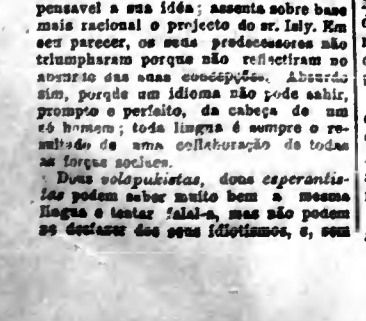 pensavel a sua idéa; assenta sobre base
mais racional o projecto do sr. Isly. Em
seu parecer, os seus predecessores não
triumpharam porque não reflectiram no
absurdo das suas concepções. Absurdo
sim, porque um idioma não póde sahir,
prompto e perfeito, da cabeça de um
só homem; toda lingua é sempre o re-
sultado de uma collaboração de todas
as forças sociaes.
Dous volapukistas, dous esperantis-
tas podem saber muito bem a mesma
lingua e tentar falal-a, mas não podem
se desfazer dos seus idiotismos, e, sem